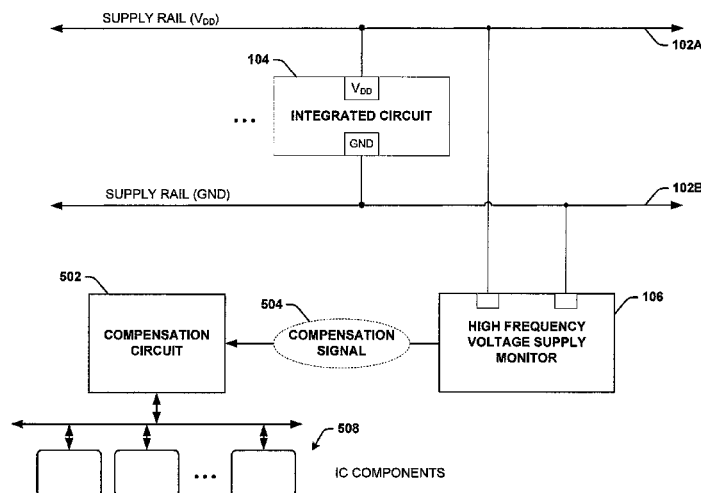 SUPPLY RAIL (VDD)
102A
104
VDD
INTEGRATED CIRCUIT
...
GND
SUPPLY RAIL (GND)
102B
502
504
106
COMPENSATION
CIRCUIT
COMPENSATION
SIGNAL
HIGH FREQUENCY
VOLTAGE SUPPLY
MONITOR
508
...
IC COMPONENTS